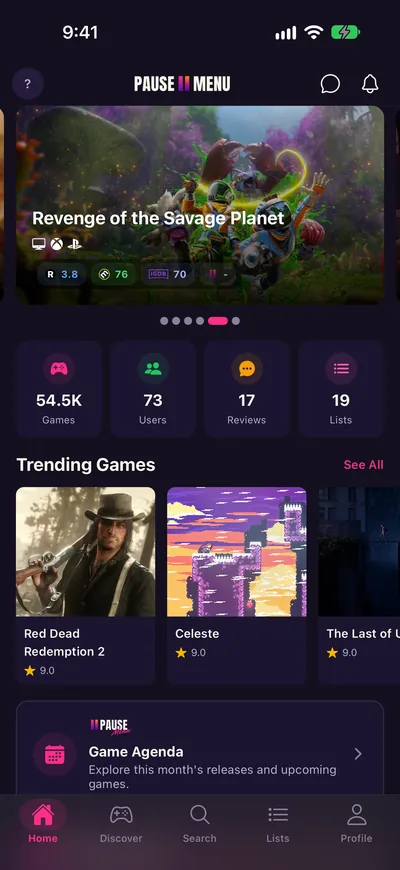 9:41
?
PAUSE MENU
Revenge of the Savage Planet
R 3.8
76
IGDB 70
-
54.5K
Games
73
Users
17
Reviews
19
Lists
Trending Games
See All
Red Dead
Redemption 2
9.0
Celeste
9.0
The Last of U
9.0
PAUSE
Menu
Game Agenda
Explore this month's releases and upcoming
games.
Home
Discover
Search
Lists
Profile